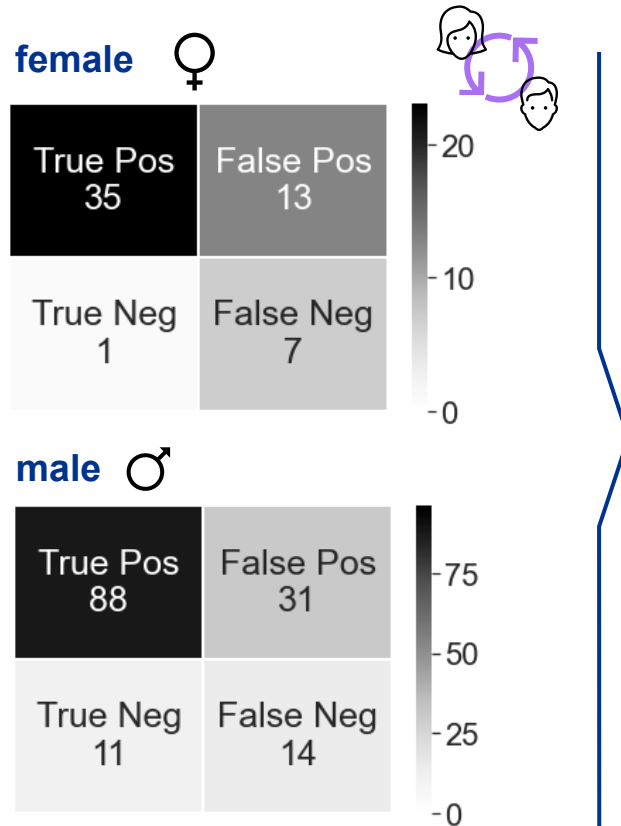 female
True Pos
35
False Pos
13
True Neg
1
False Neg
7
20
10
0
male
True Pos
88
False Pos
31
True Neg
11
False Neg
14
75
50
25
0